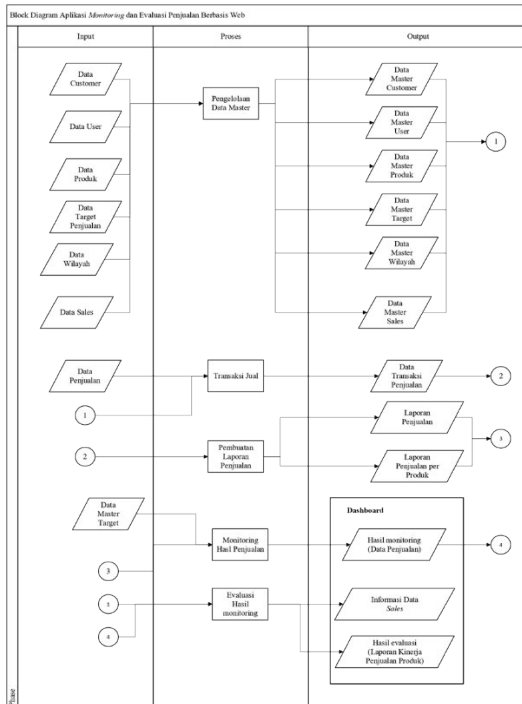 Block Diagram Aplikasi Monitoring dan Evaluasi Penjualan Berbasis Web
Input
Proses
Output
Data
Customer
Data User
Data
Produk
Data
Target
Penjualan
Data
Wilayah
Data Sales
Pengelolaan
Data Master
Data
Master
Customer
Data
Master
User
Data
Master
Produk
Data
Master
Target
Data
Master
Wilayah
Data
Master
Sales
1
Data
Penjualan
1
Transaksi Jual
Data
Transaksi
Penjualan
2
2
Pembuatan
Laporan
Penjualan
Laporan
Penjualan
Laporan
Penjualan per
Produk
3
Data
Master
Target
3
Monitoring
Hasl Penjualan
Dashboard
Hasil monitoring
(Data Penjualan)
4
Evaluasi
Hasil
monitoring
Informasi Data
Sales
Hasil evaluasi
(Laporan Kinerja
Penjualan Produk)
Phase